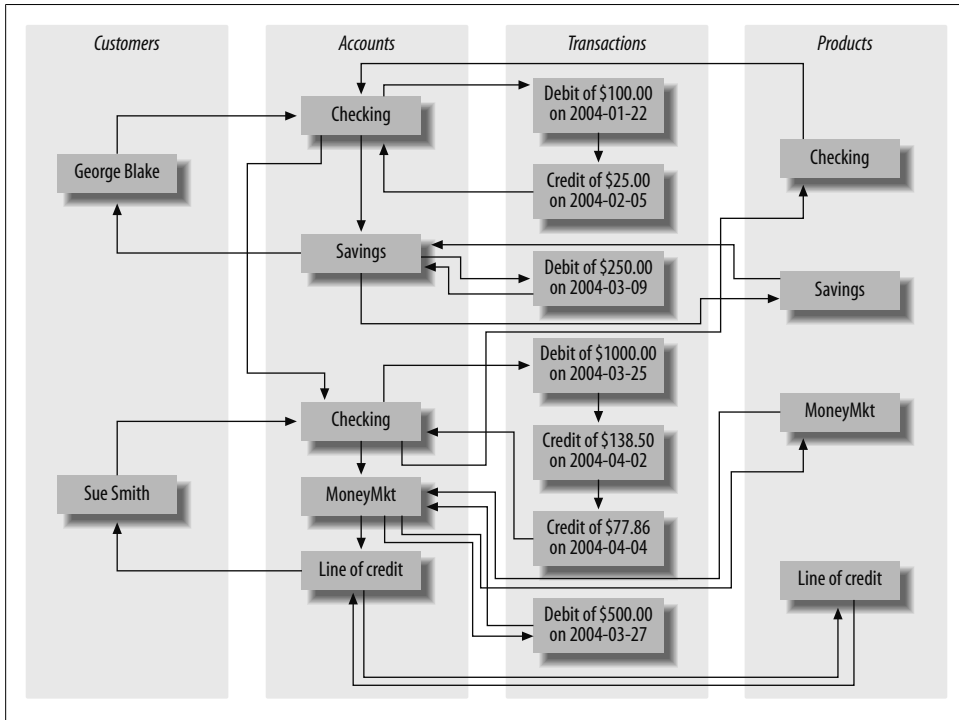 Customers
Accounts
Transactions
Products
George Blake
Sue Smith
Checking
Savings
Checking
MoneyMkt
Line of credit
Debit of $100.00
on 2004-01-22
Credit of $25.00
on 2004-02-05
Debit of $250.00
on 2004-03-09
Debit of $1000.00
on 2004-03-25
Credit of $138.50
on 2004-04-02
Credit of $77.86
on 2004-04-04
Debit of $500.00
on 2004-03-27
Checking
Savings
MoneyMkt
Line of credit